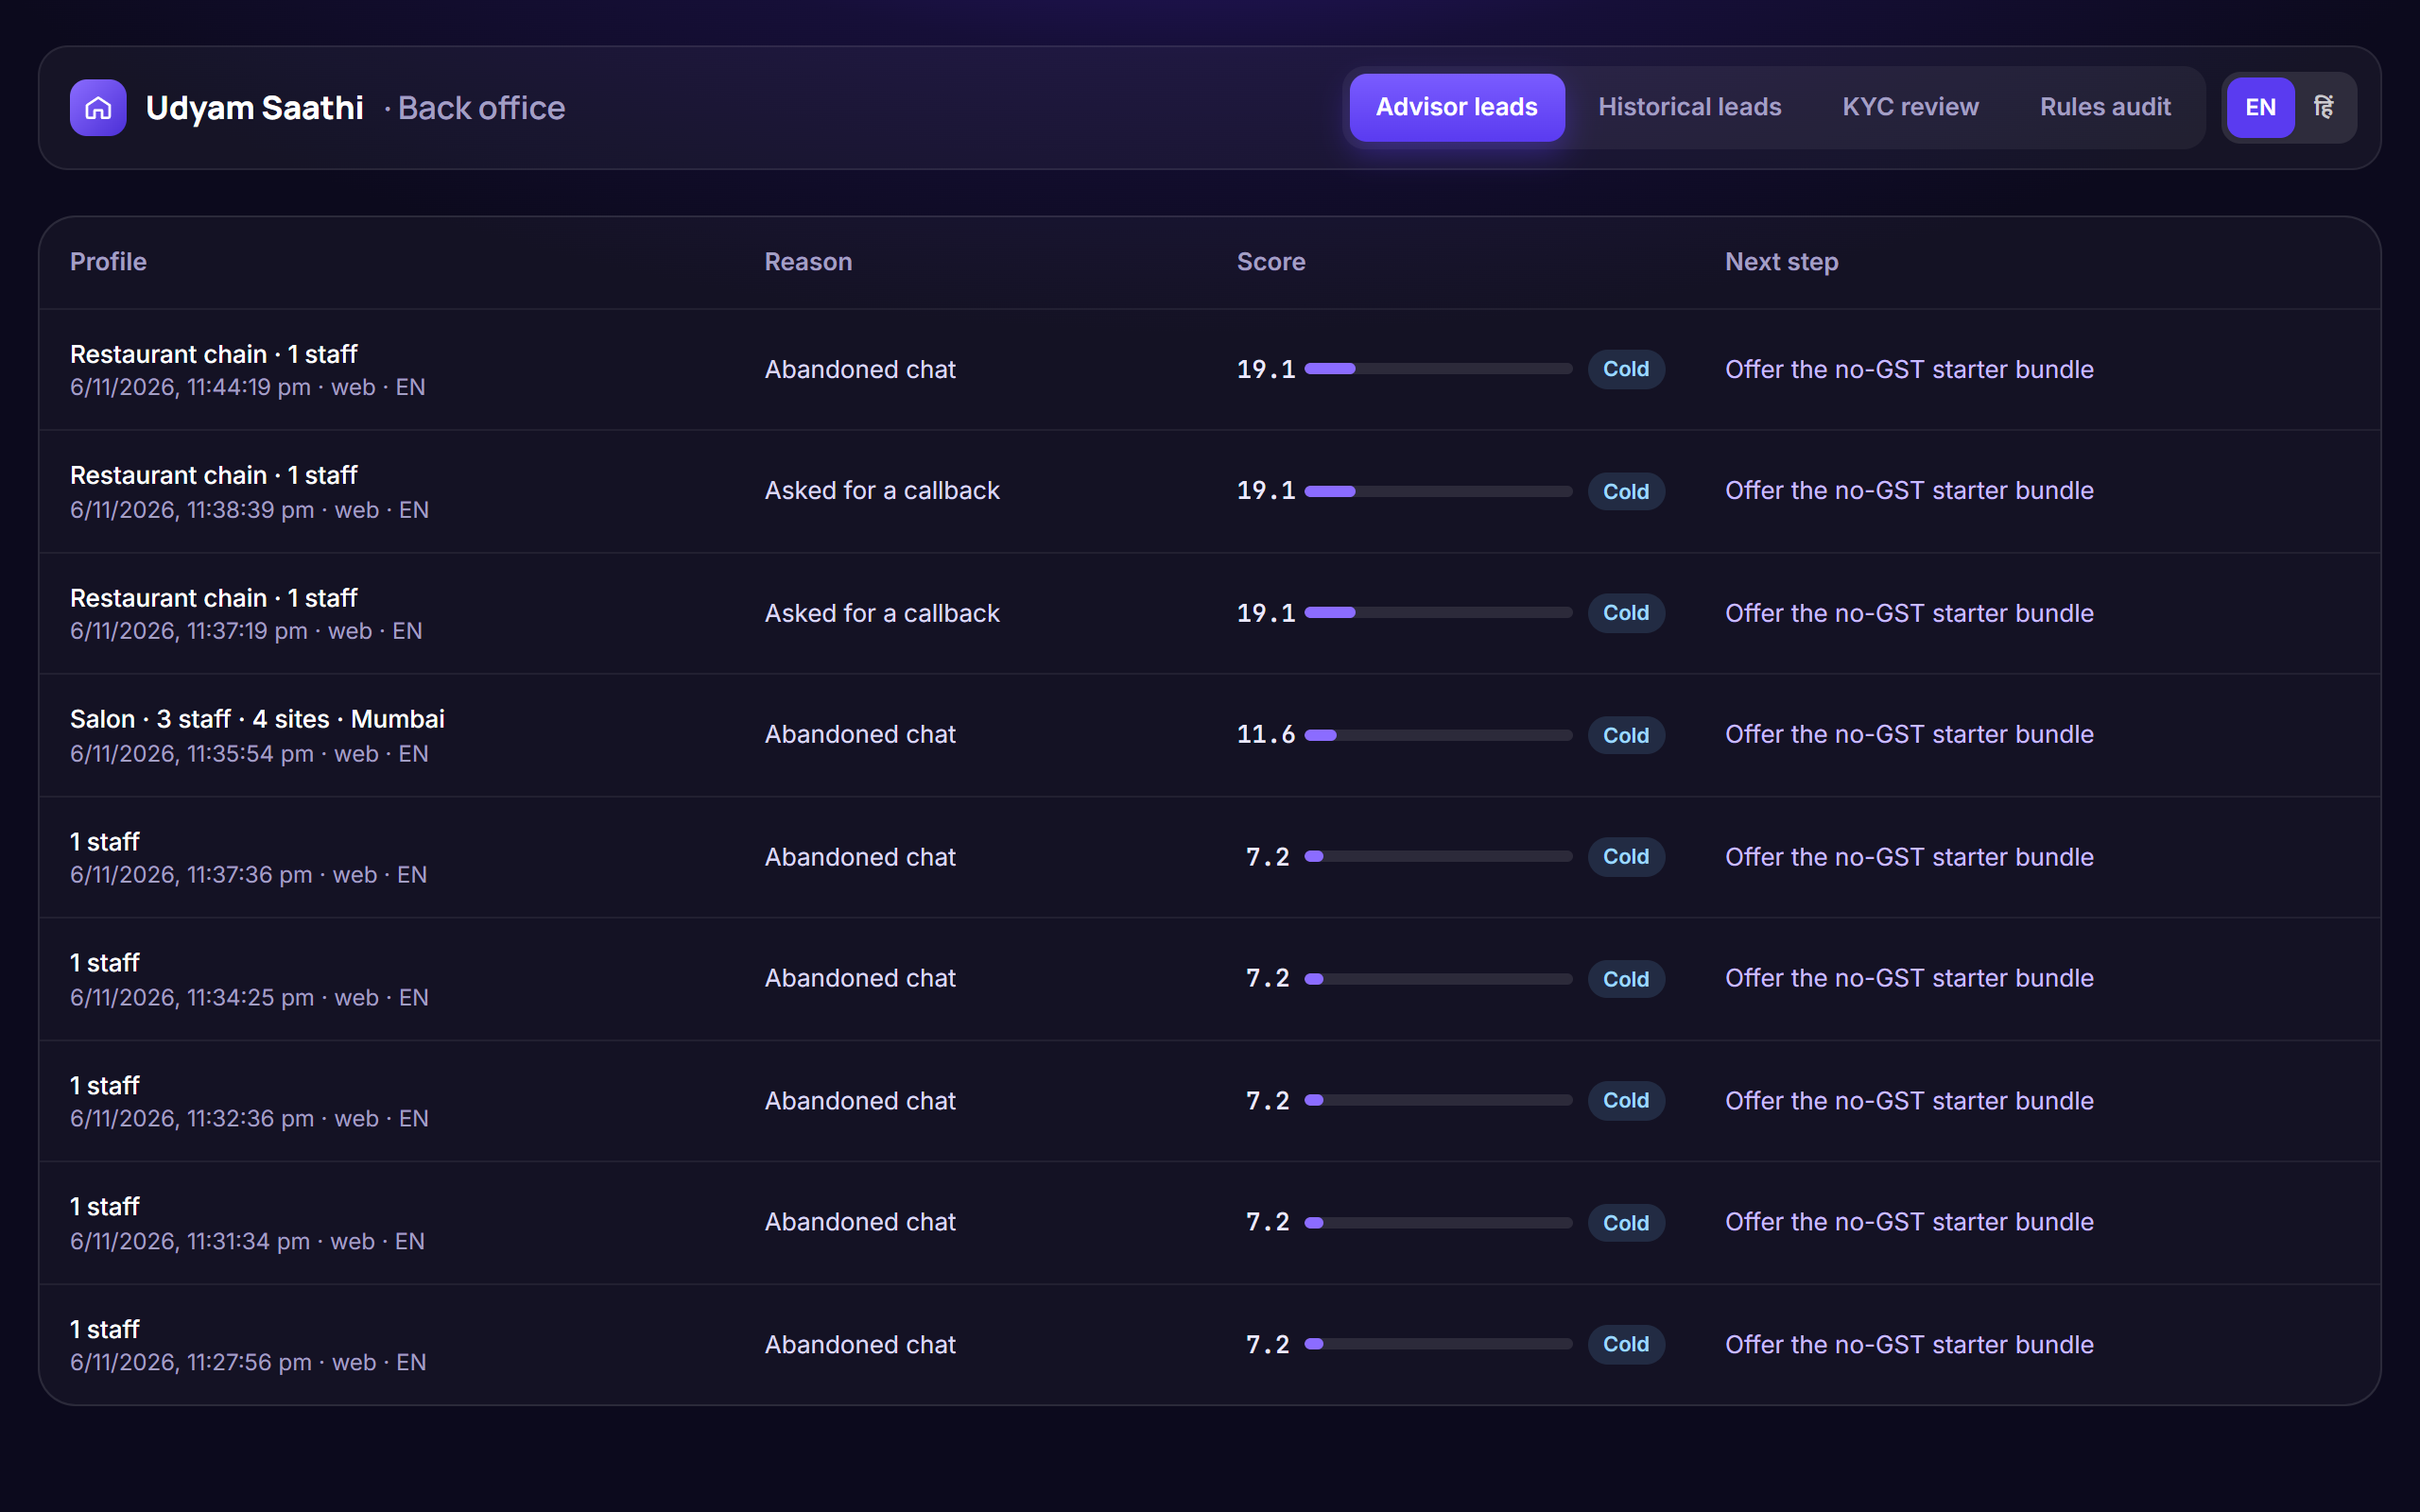 Udyam Saathi · Back office
Advisor leads Historical leads KYC review Rules audit EN हिं
Profile Reason Score Next step
Restaurant chain · 1 staff
6/11/2026, 11:44:19 pm · web · EN
Abandoned chat 19.1 Cold Offer the no-GST starter bundle
Restaurant chain · 1 staff
6/11/2026, 11:38:39 pm · web · EN
Asked for a callback 19.1 Cold Offer the no-GST starter bundle
Restaurant chain · 1 staff
6/11/2026, 11:37:19 pm · web · EN
Asked for a callback 19.1 Cold Offer the no-GST starter bundle
Salon · 3 staff · 4 sites · Mumbai
6/11/2026, 11:35:54 pm · web · EN
Abandoned chat 11.6 Cold Offer the no-GST starter bundle
1 staff
6/11/2026, 11:37:36 pm · web · EN
Abandoned chat 7.2 Cold Offer the no-GST starter bundle
1 staff
6/11/2026, 11:34:25 pm · web · EN
Abandoned chat 7.2 Cold Offer the no-GST starter bundle
1 staff
6/11/2026, 11:32:36 pm · web · EN
Abandoned chat 7.2 Cold Offer the no-GST starter bundle
1 staff
6/11/2026, 11:31:34 pm · web · EN
Abandoned chat 7.2 Cold Offer the no-GST starter bundle
1 staff
6/11/2026, 11:27:56 pm · web · EN
Abandoned chat 7.2 Cold Offer the no-GST starter bundle